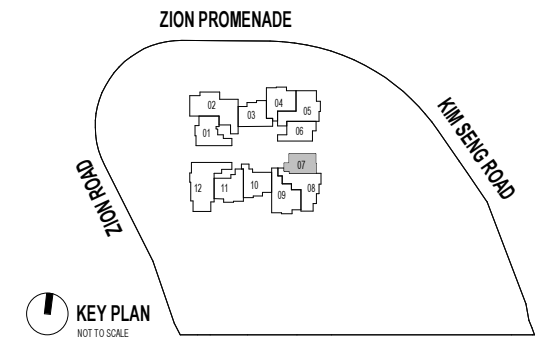 ZION PROMENADE
KIM SENG ROAD
ZION ROAD
02
03
04
05
01
06
07
12
11
10
09
08
KEY PLAN
NOT TO SCALE